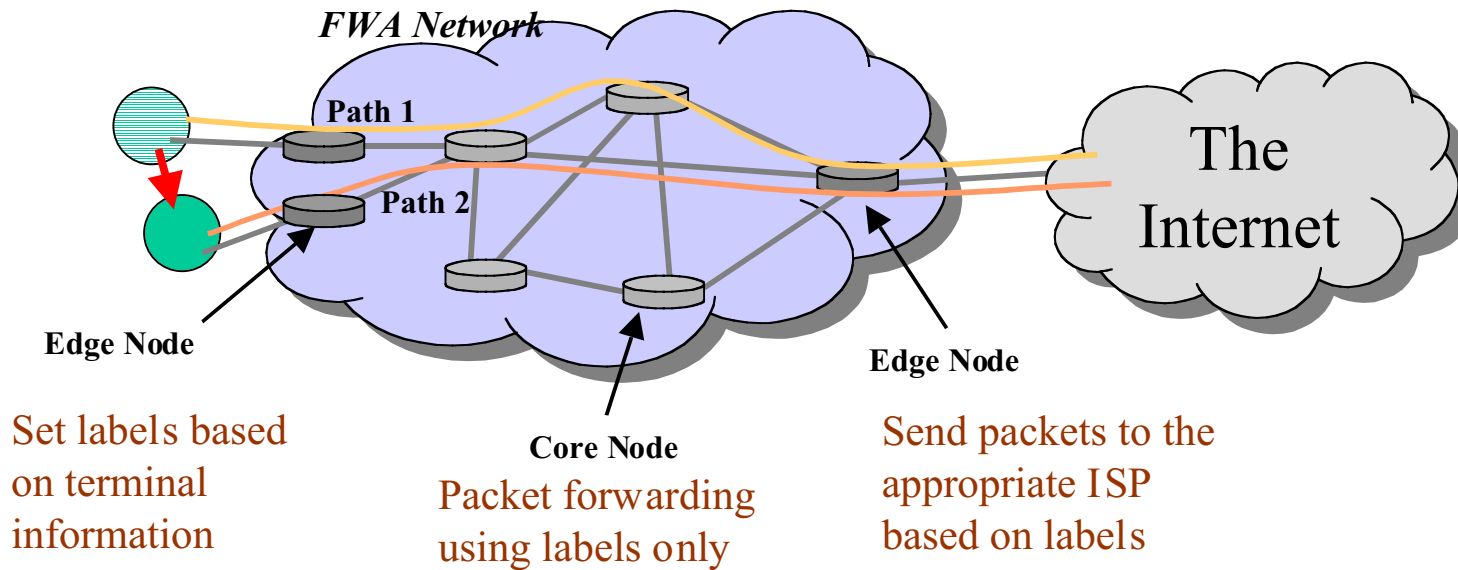 FWA Network
Path 1
The
Internet
Path 2
Edge Node
Edge Node
Set labels based
on terminal
information
Core Node
Packet forwarding
using labels only
Send packets to the
appropriate ISP
based on labels